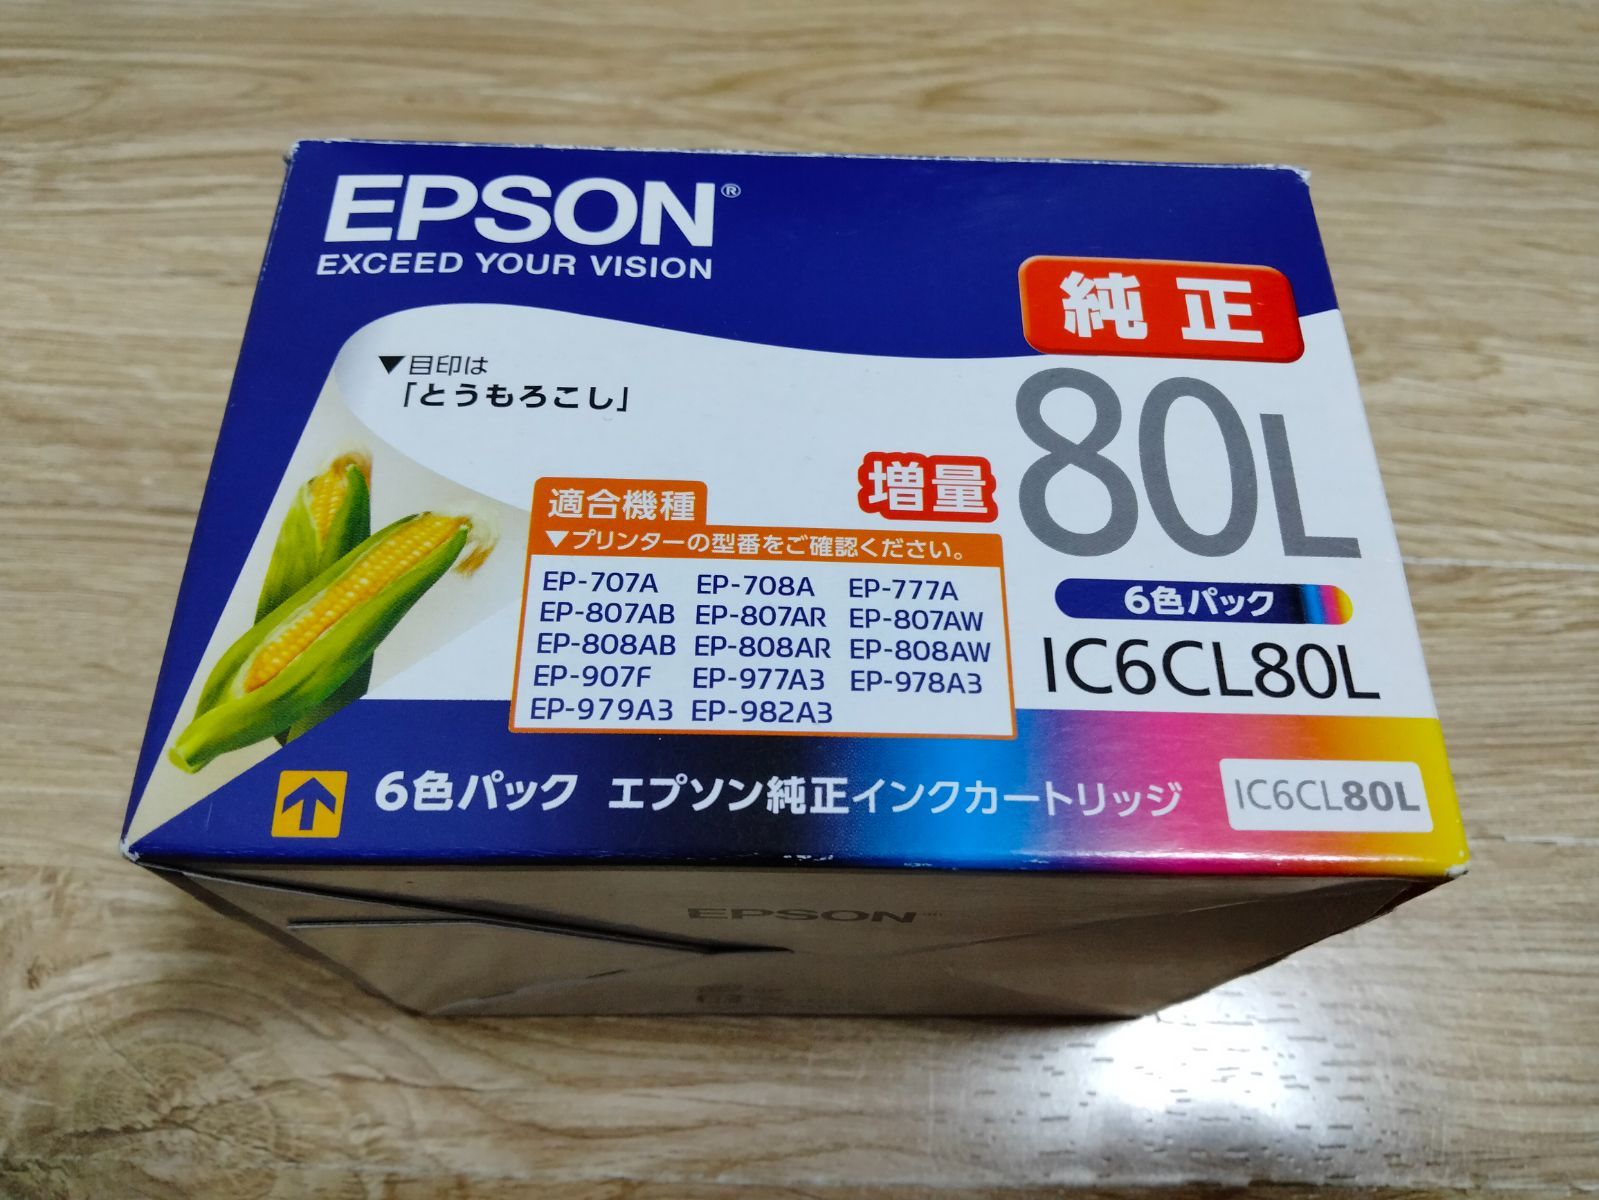 EPSON®
EXCEED YOUR VISION
純正
▼目印は
「とうもろこし」
80L
増量
適合機種
▼プリンターの型番をご確認ください。
EP-707A EP-708A EP-777A
EP-807AB EP-807AR EP-807AW
EP-808AB EP-808AR EP-808AW
EP-907F EP-977A3 EP-978A3
EP-979A3 EP-982A3
6色パック
IC6CL80L
6色パック エプソン純正インクカートリッジ IC6CL80L
EPSON